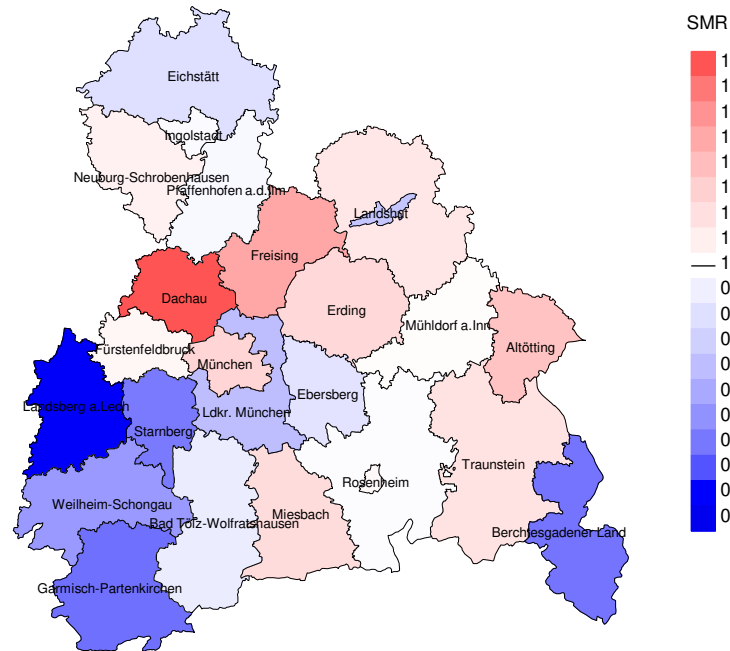 SMR
1
1
1
1
1
1
1
1
1
0
0
0
0
0
0
0
0
0
0
Eichstätt
Ingolstadt
Neuburg-Schrobenhausen
Pfaffenhofen a.d.Ilm
Freising
Dachau
Erding
Mühldorf a.Inn
Altötting
Fürstenfeldbruck
München
Ebersberg
Landsberg a.Lech
Ldkr. München
Starnberg
Traunstein
Rosenheim
Weilheim-Schongau
Miesbach
Bad Tölz-Wolfratshausen
Berchtesgadener Land
Garmisch-Partenkirchen